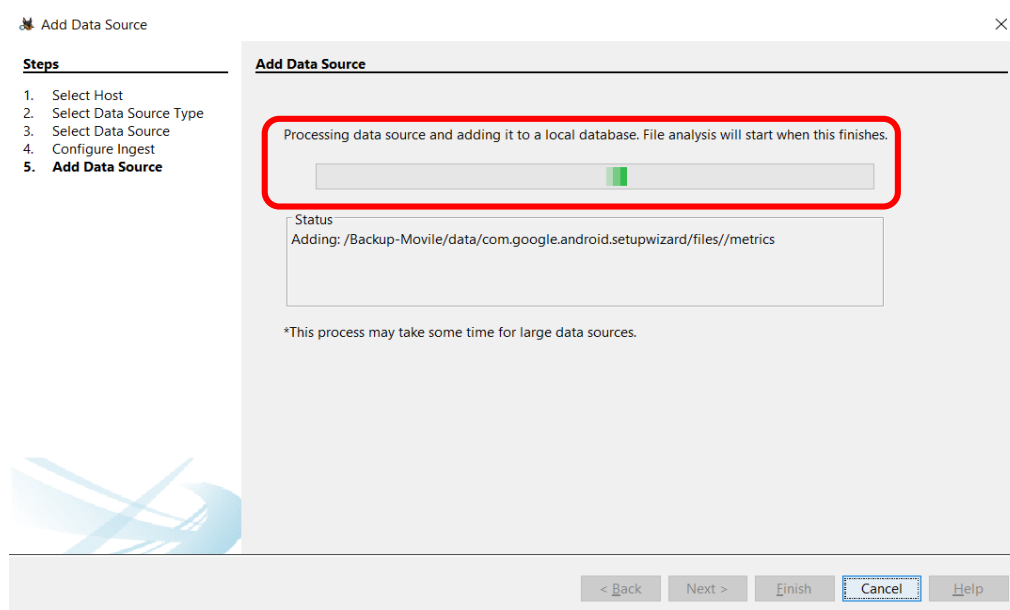 Add Data Source
Steps
1. Select Host
2. Select Data Source Type
3. Select Data Source
4. Configure Ingest
5. Add Data Source
Add Data Source
Processing data source and adding it to a local database. File analysis will start when this finishes.
Status
Adding: /Backup-Movile/data/com.google.android.setupwizard/files//metrics
*This process may take some time for large data sources.
< Back
Next >
Finish
Cancel
Help